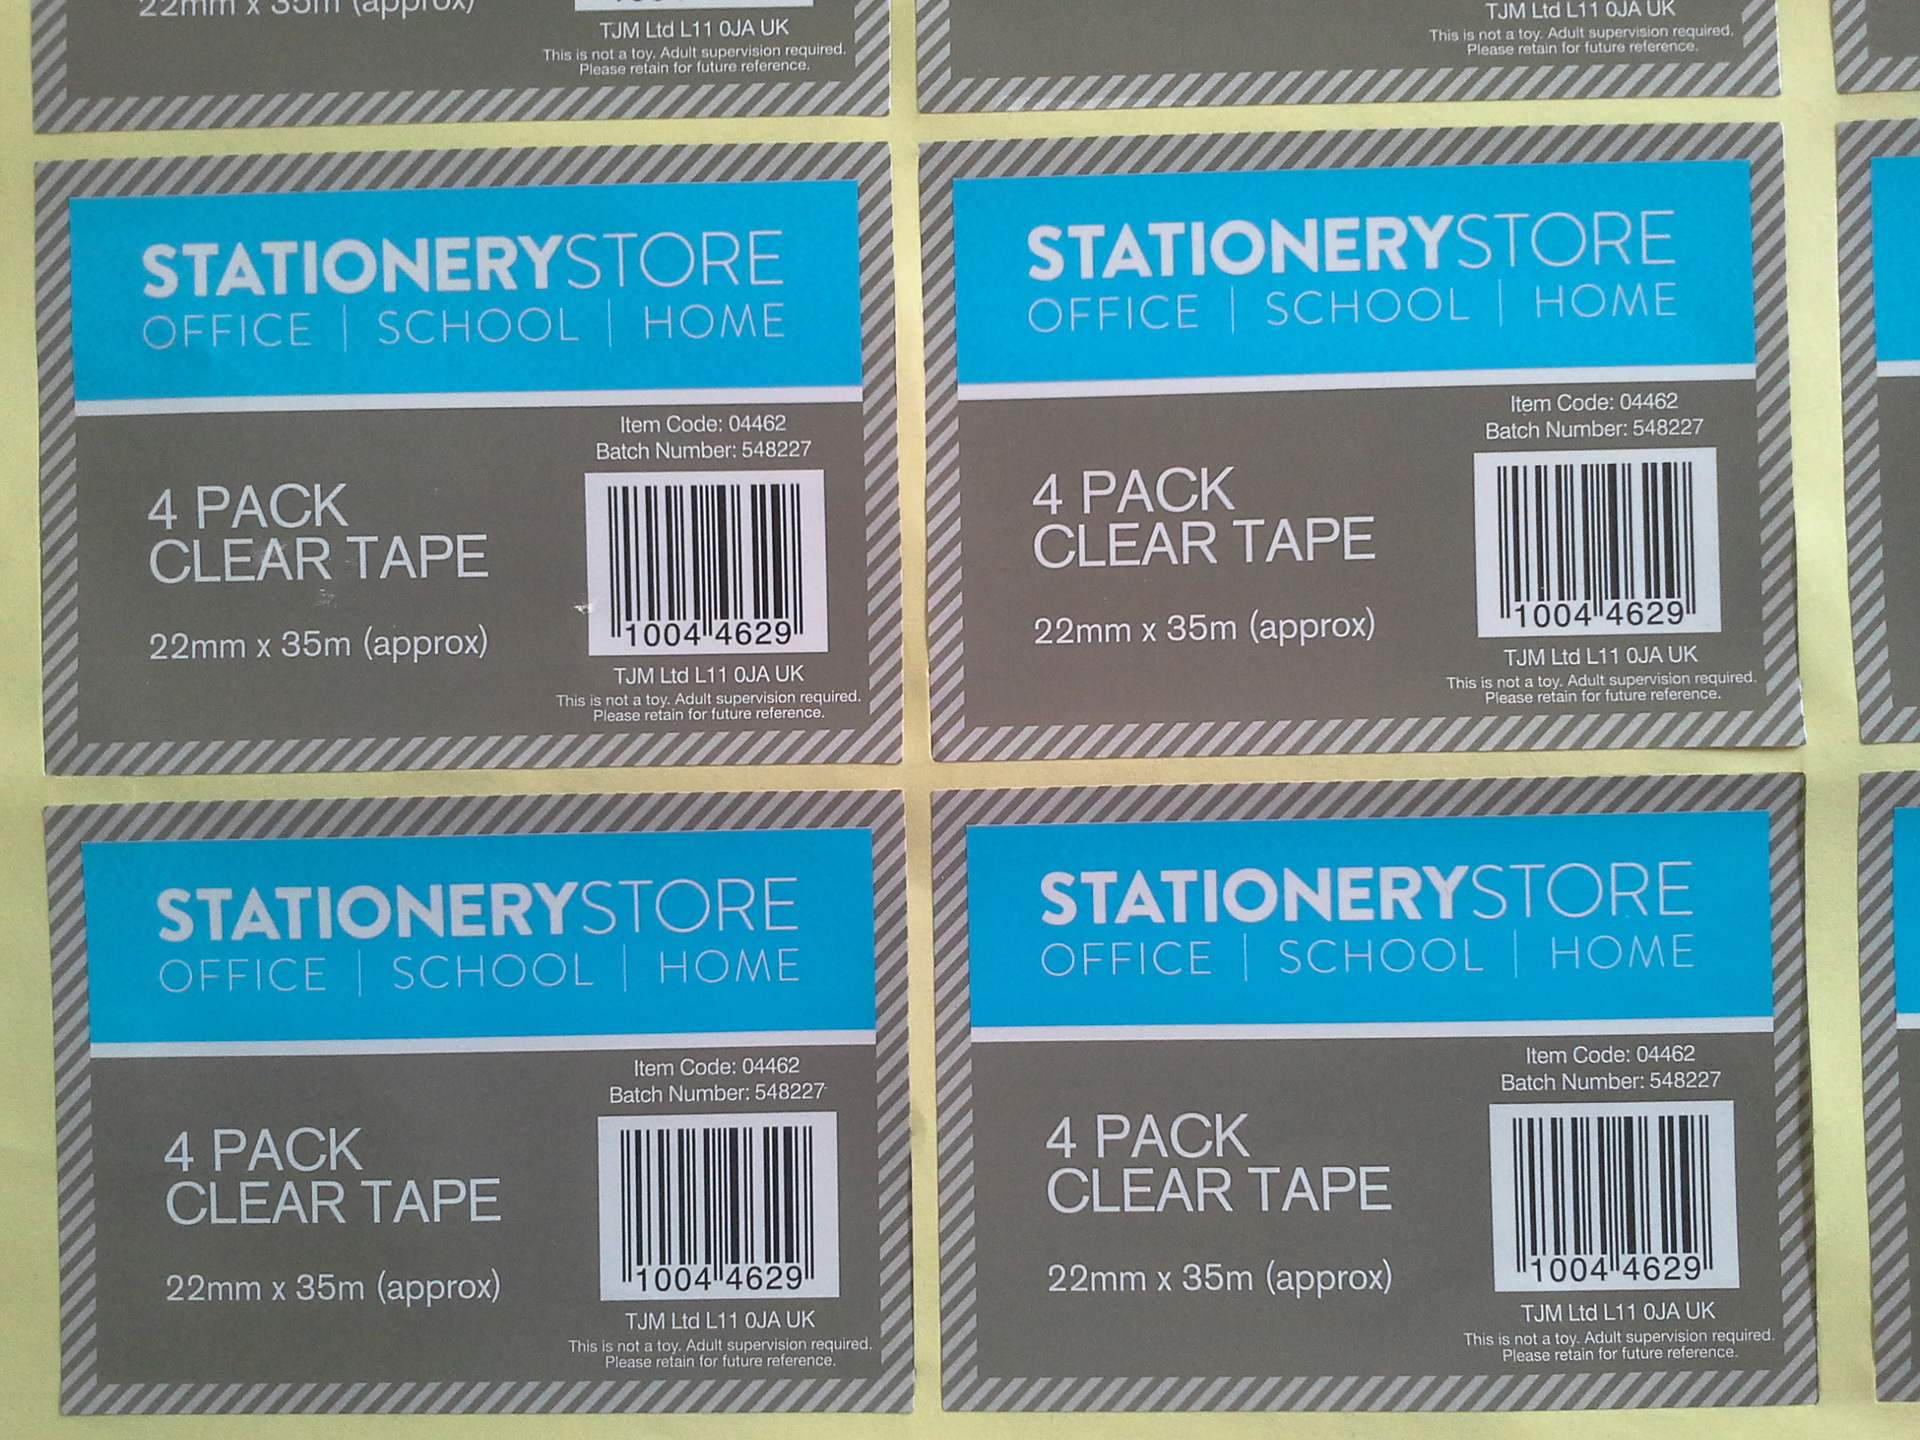 22mm x 35m (approx)
TJM Ltd L11 0JA UK
This is not a toy. Adult supervision required.
Please retain for future reference.
TJM Ltd L11 0JA UK
This is not a toy. Adult supervision required.
Please retain for future reference.
STATIONERYSTORE
OFFICE | SCHOOL | HOME
Item Code: 04462
Batch Number: 548227
4 PACK
CLEAR TAPE
22mm x 35m (approx)
1004 4629
TJM Ltd L11 0JA UK
This is not a toy. Adult supervision required.
Please retain for future reference.
STATIONERYSTORE
OFFICE | SCHOOL | HOME
Item Code: 04462
Batch Number: 548227
4 PACK
CLEAR TAPE
22mm x 35m (approx)
1004 4629
TJM Ltd L11 0JA UK
This is not a toy. Adult supervision required.
Please retain for future reference.
STATIONERYSTORE
OFFICE | SCHOOL | HOME
Item Code: 04462
Batch Number: 548227
4 PACK
CLEAR TAPE
22mm x 35m (approx)
1004 4629
TJM Ltd L11 0JA UK
This is not a toy. Adult supervision required.
Please retain for future reference.
STATIONERYSTORE
OFFICE | SCHOOL | HOME
Item Code: 04462
Batch Number: 548227
4 PACK
CLEAR TAPE
22mm x 35m (approx)
1004 4629
TJM Ltd L11 0JA UK
This is not a toy. Adult supervision required.
Please retain for future reference.